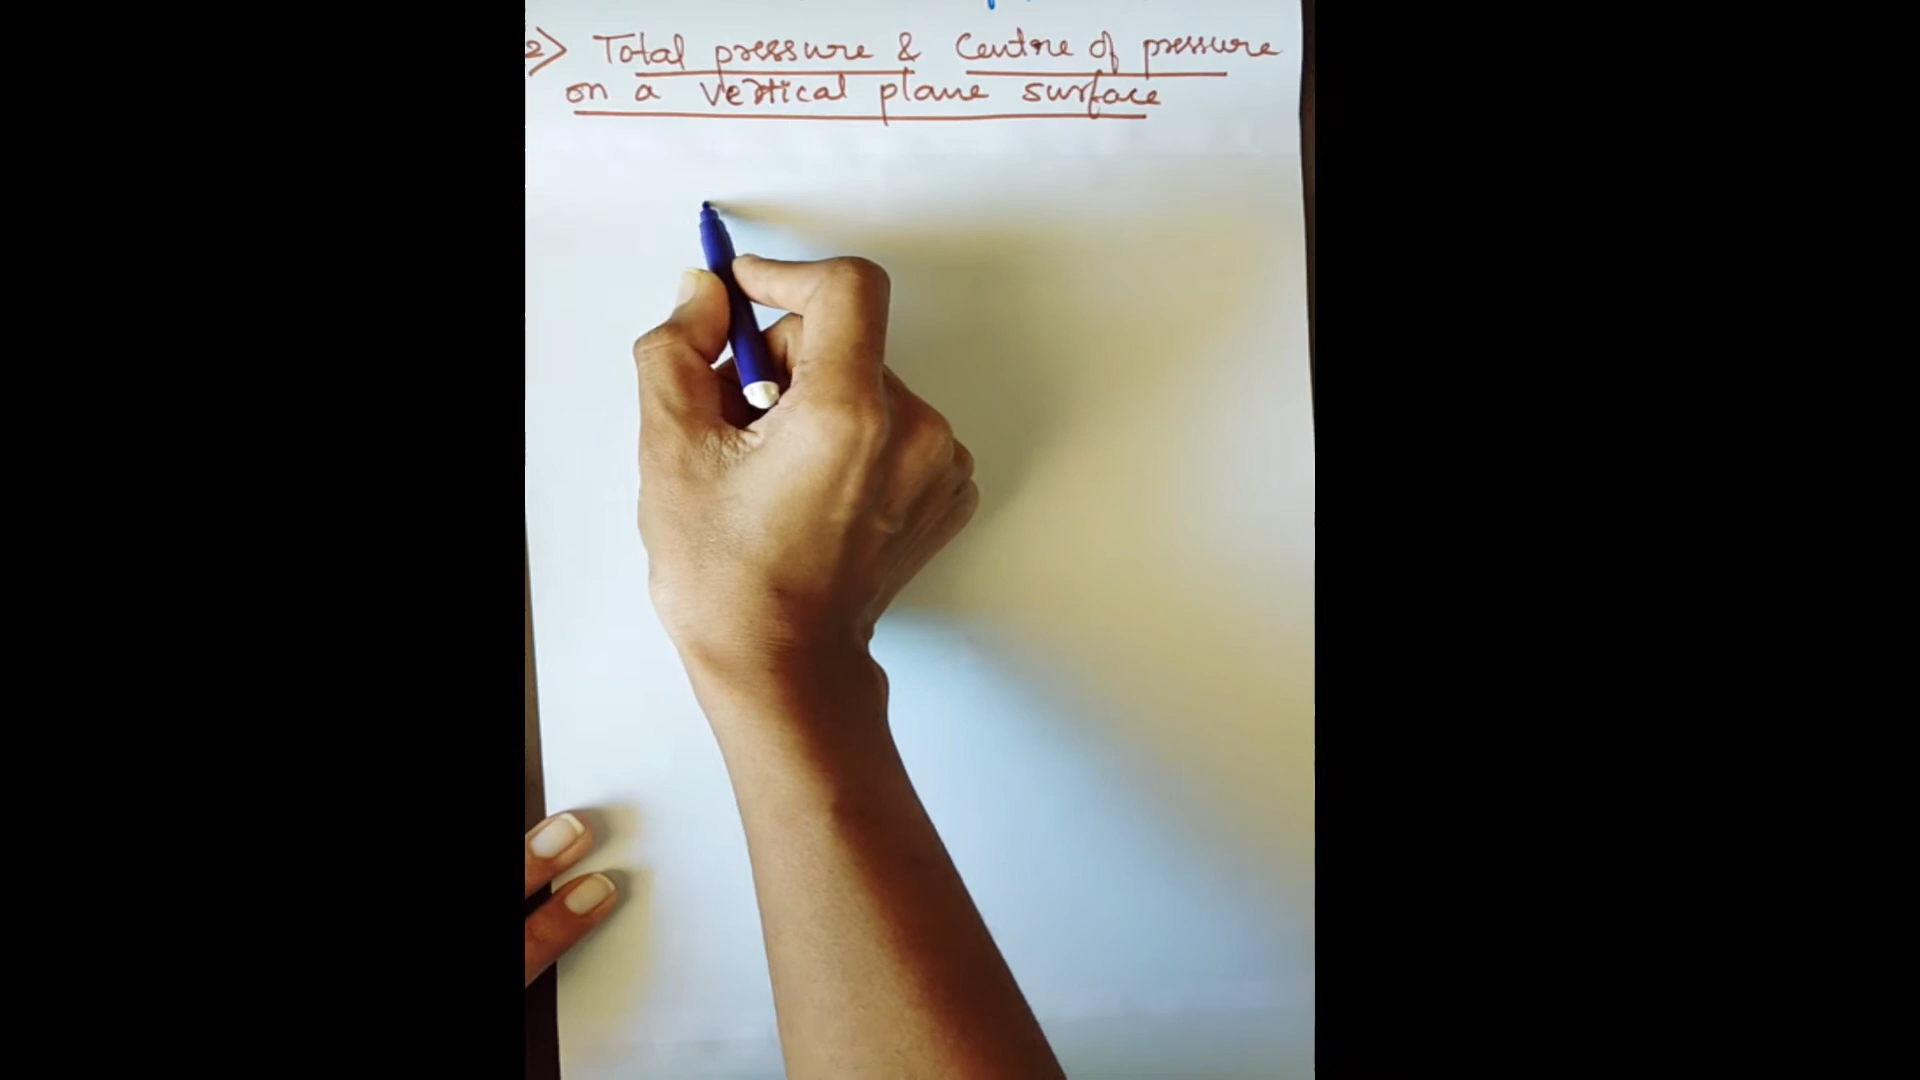 2> Total pressure & Centre of pressure
on a vertical plane surface